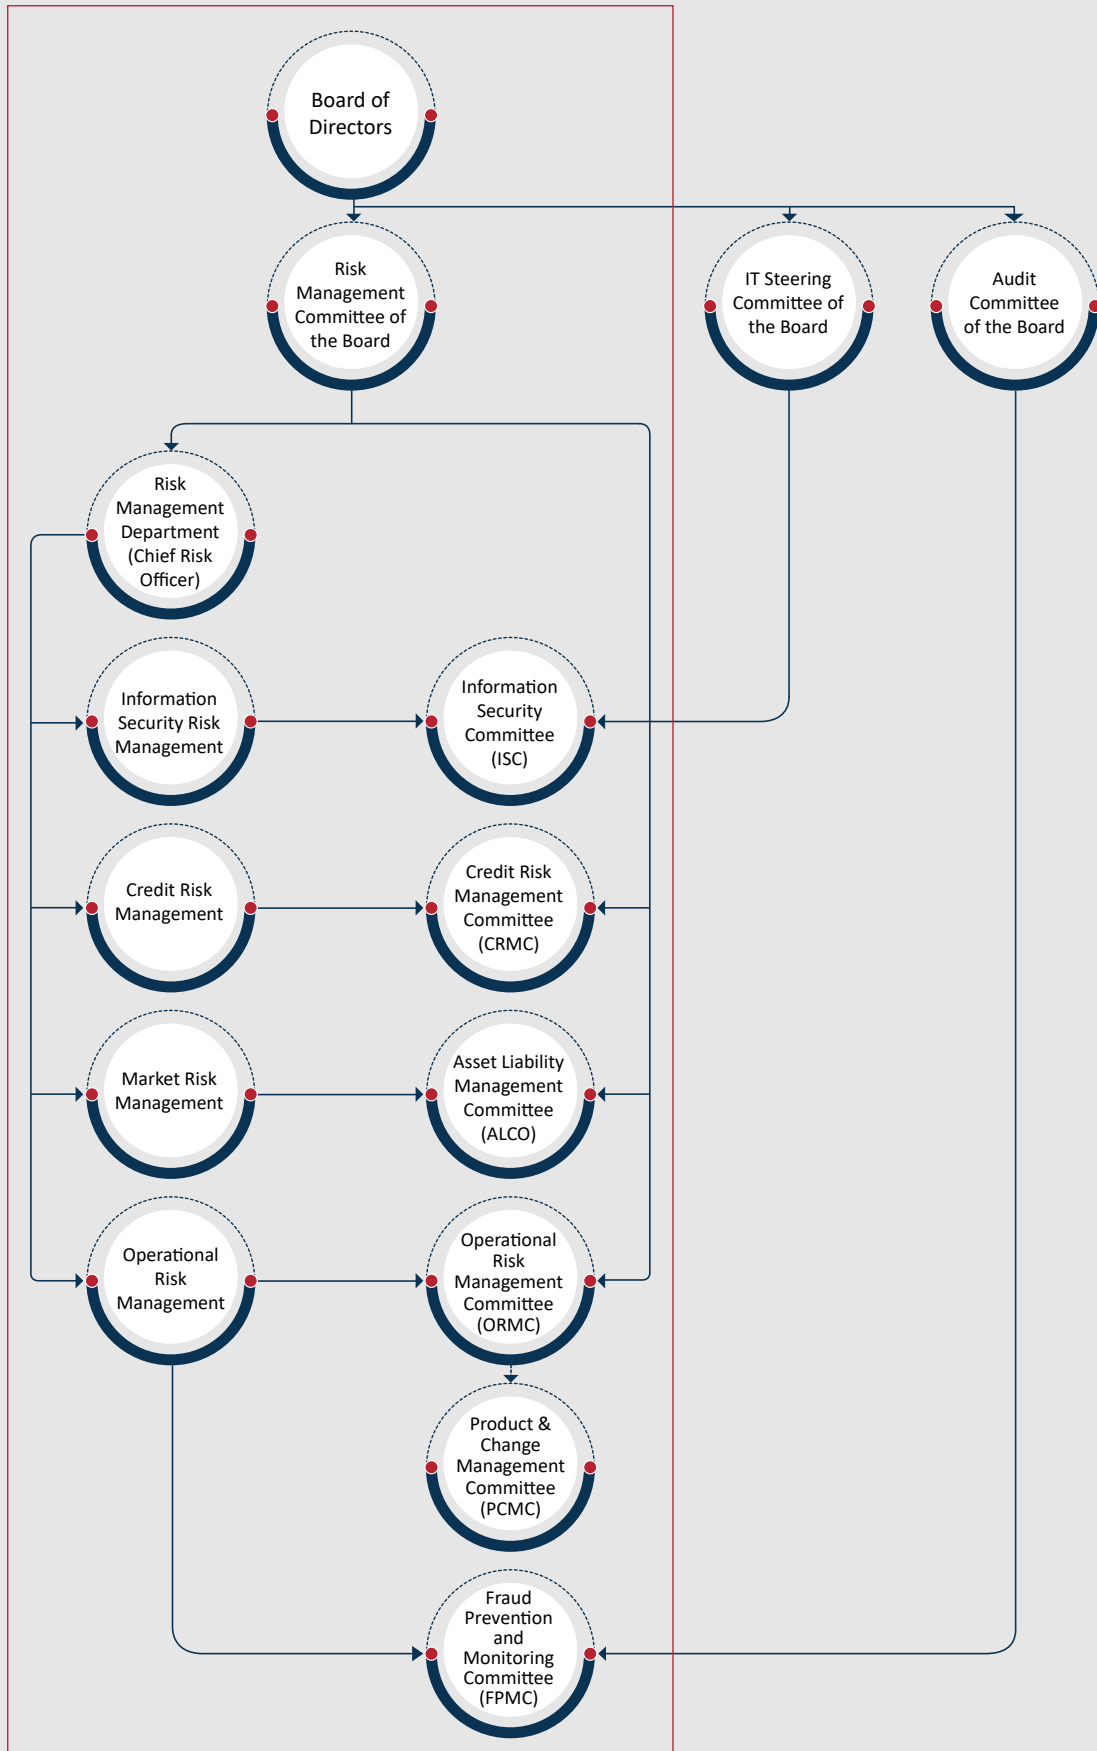 Board of
Directors
Risk
Management
Committee of
the Board
IT Steering
Committee of
the Board
Audit
Committee
of the Board
Risk
Management
Department
(Chief Risk
Officer)
Information
Security Risk
Management
Information
Security
Committee
(ISC)
Credit Risk
Management
Credit Risk
Management
Committee
(CRMC)
Market Risk
Management
Asset Liability
Management
Committee
(ALCO)
Operational
Risk
Management
Operational
Risk
Management
Committee
(ORMC)
Product &
Change
Management
Committee
(PCMC)
Fraud
Prevention
and
Monitoring
Committee
(FPMC)